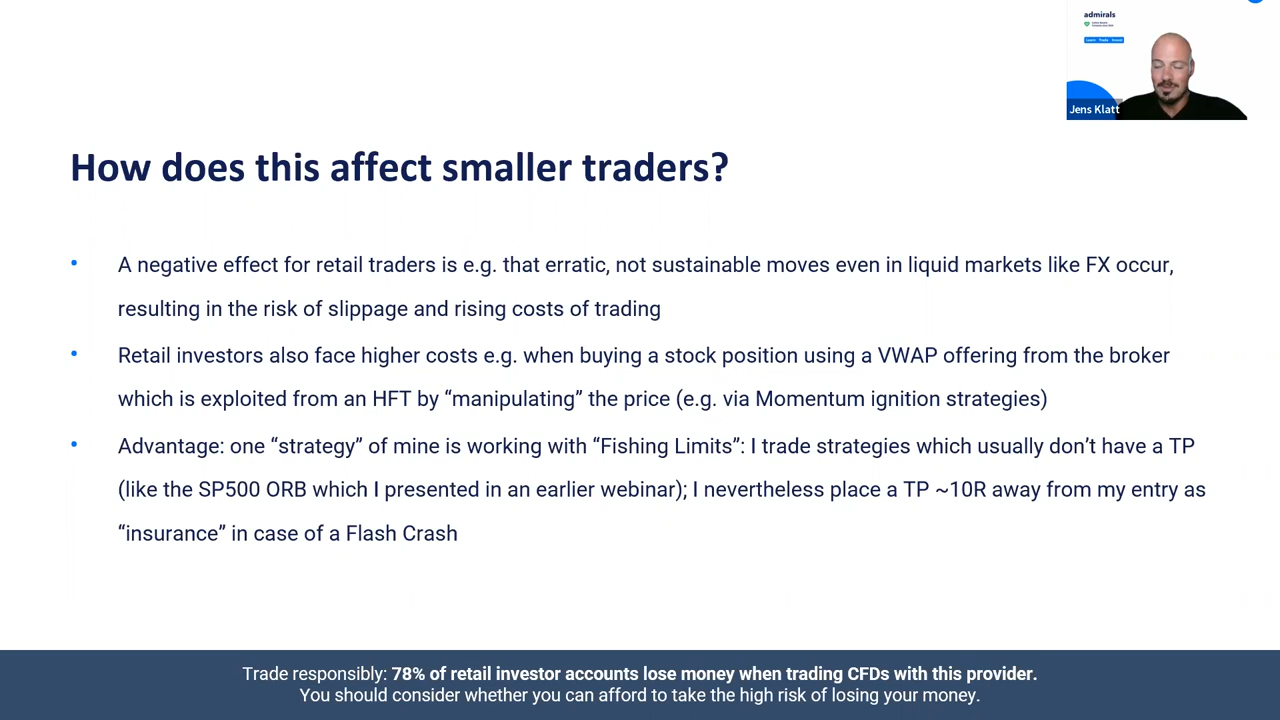 admirals
Learn Trade Invest
Jens Klatt
How does this affect smaller traders?
• A negative effect for retail traders is e.g. that erratic, not sustainable moves even in liquid markets like FX occur,
resulting in the risk of slippage and rising costs of trading
• Retail investors also face higher costs e.g. when buying a stock position using a VWAP offering from the broker
which is exploited from an HFT by “manipulating” the price (e.g. via Momentum ignition strategies)
• Advantage: one “strategy” of mine is working with “Fishing Limits”: I trade strategies which usually don’t have a TP
(like the SP500 ORB which I presented in an earlier webinar); I nevertheless place a TP ~10R away from my entry as
“insurance” in case of a Flash Crash
Trade responsibly: 78% of retail investor accounts lose money when trading CFDs with this provider.
You should consider whether you can afford to take the high risk of losing your money.